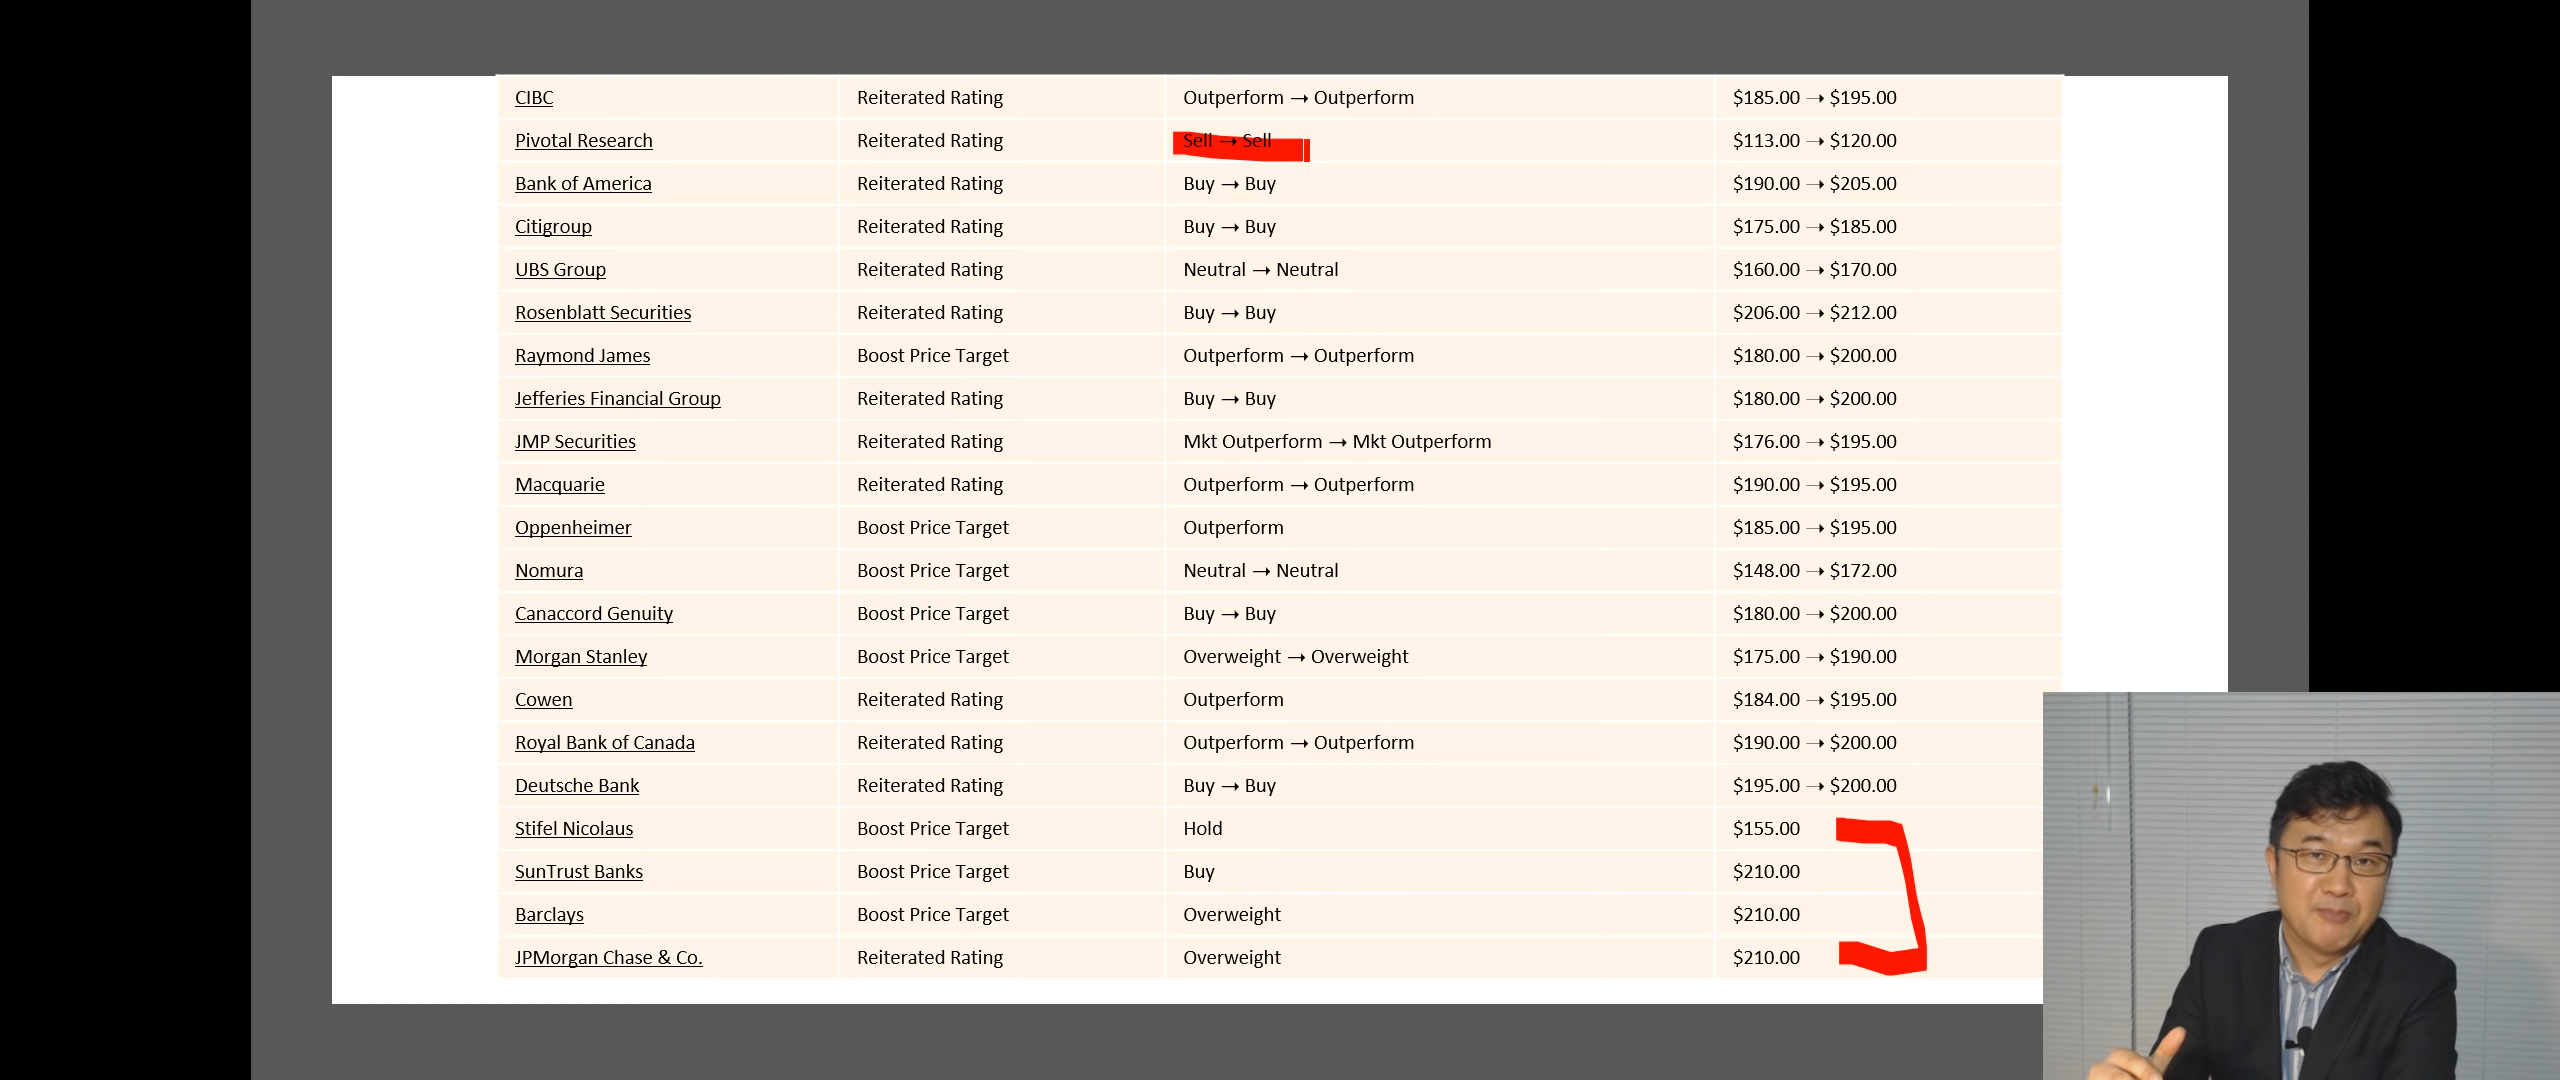 CIBC Reiterated Rating Outperform → Outperform $185.00 → $195.00
Pivotal Research Reiterated Rating Sell → Sell $113.00 → $120.00
Bank of America Reiterated Rating Buy → Buy $190.00 → $205.00
Citigroup Reiterated Rating Buy → Buy $175.00 → $185.00
UBS Group Reiterated Rating Neutral → Neutral $160.00 → $170.00
Rosenblatt Securities Reiterated Rating Buy → Buy $206.00 → $212.00
Raymond James Boost Price Target Outperform → Outperform $180.00 → $200.00
Jefferies Financial Group Reiterated Rating Buy → Buy $180.00 → $200.00
JMP Securities Reiterated Rating Mkt Outperform → Mkt Outperform $176.00 → $195.00
Macquarie Reiterated Rating Outperform → Outperform $190.00 → $195.00
Oppenheimer Boost Price Target Outperform $185.00 → $195.00
Nomura Boost Price Target Neutral → Neutral $148.00 → $172.00
Canaccord Genuity Boost Price Target Buy → Buy $180.00 → $200.00
Morgan Stanley Boost Price Target Overweight → Overweight $175.00 → $190.00
Cowen Reiterated Rating Outperform $184.00 → $195.00
Royal Bank of Canada Reiterated Rating Outperform → Outperform $190.00 → $200.00
Deutsche Bank Reiterated Rating Buy → Buy $195.00 → $200.00
Stifel Nicolaus Boost Price Target Hold $155.00
SunTrust Banks Boost Price Target Buy $210.00
Barclays Boost Price Target Overweight $210.00
JPMorgan Chase & Co. Reiterated Rating Overweight $210.00